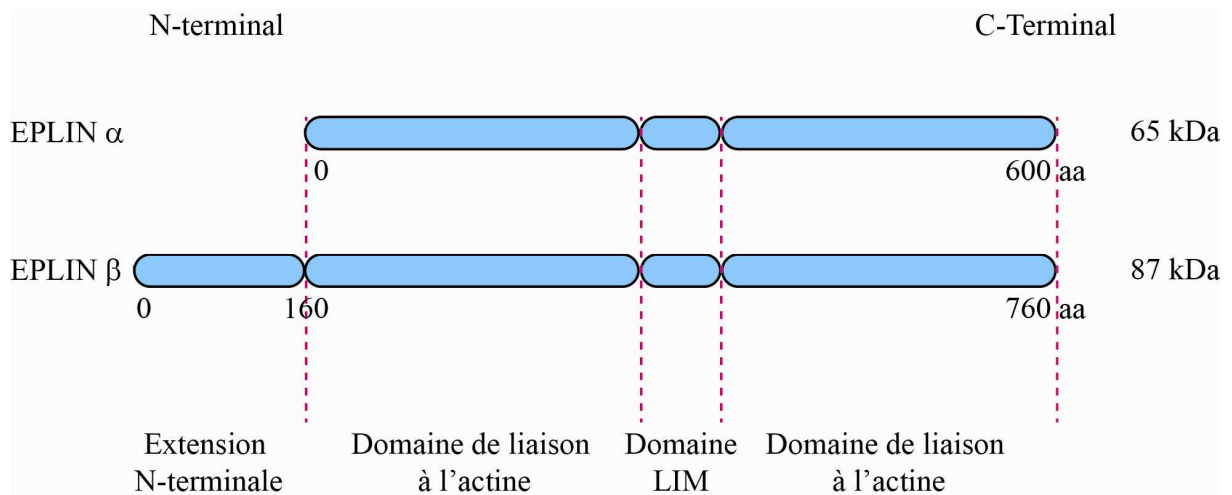 N-terminal C-Terminal
EPLIN α 65 kDa
0 600 aa
EPLIN β 87 kDa
0 160 760 aa
Extension Domaine de liaison Domaine Domaine de liaison
N-terminale à l’actine LIM à l’actine